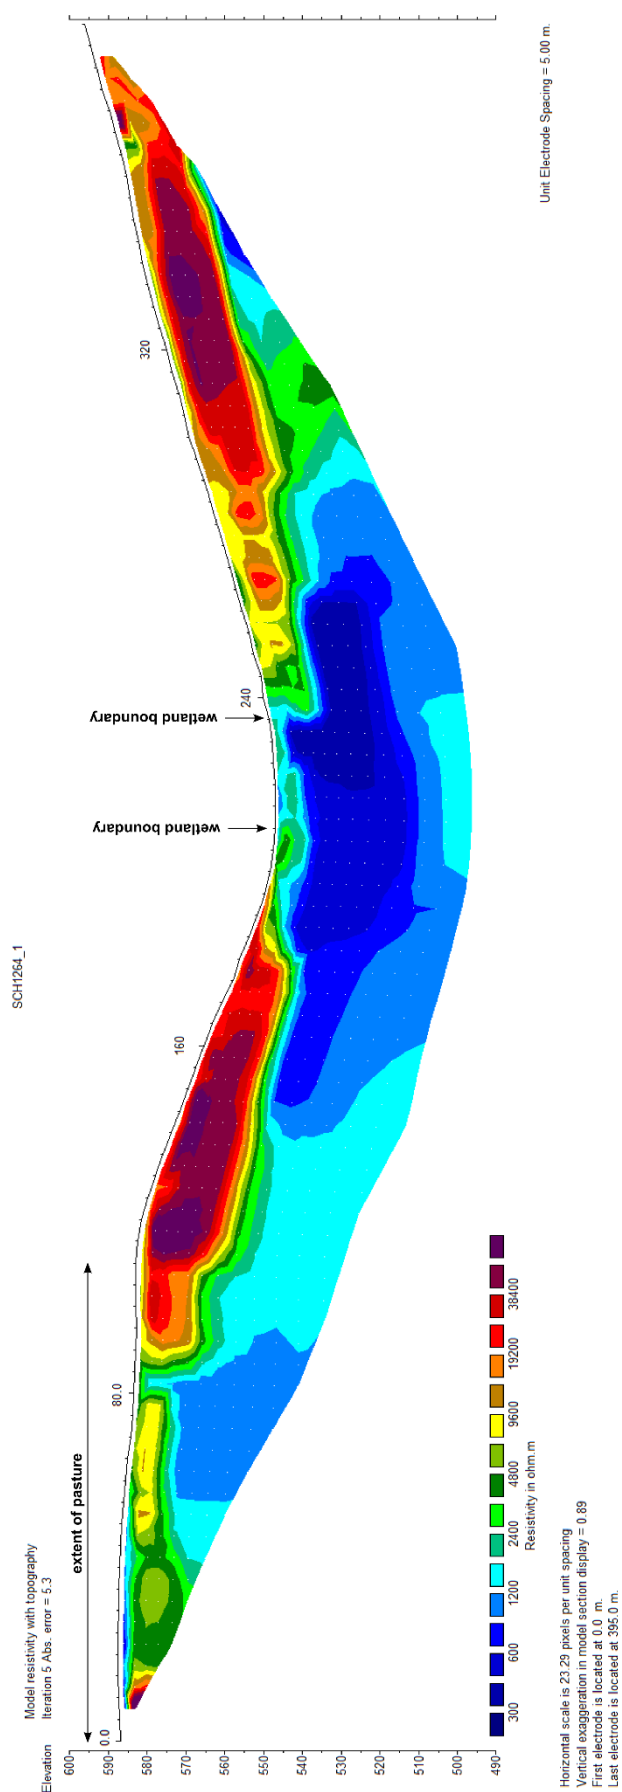 SCH1264_1
Model resistivity with topography
Elevation Iteration 5 Abs. error = 5.3
600
590
580
570
560
550
540
530
520
510
500
490
extent of pasture
wetland boundary
wetland boundary
0.0
80.0
160
240
320
300 600 1200 2400 4800 9600 19200 38400
Resistivity in ohm.m
Unit Electrode Spacing = 5.00 m.
Horizontal scale is 23.29 pixels per unit spacing
Vertical exaggeration in model section display = 0.89
First electrode is located at 0.0 m.
Last electrode is located at 395.0 m.